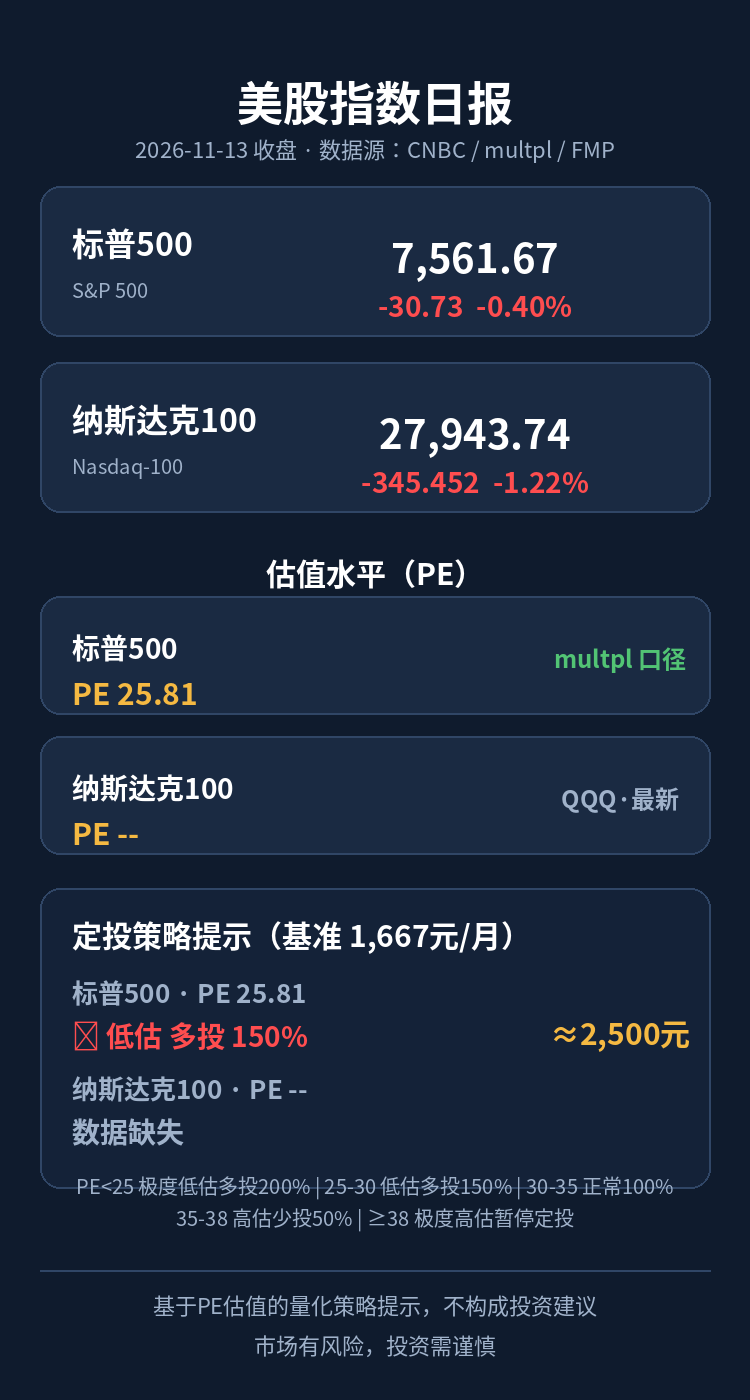 美股指数日报
2026-11-13 收盘 · 数据源：CNBC / multpl / FMP
标普500
7,561.67
S&P 500
-30.73 -0.40%
纳斯达克100
27,943.74
Nasdaq-100
-345.452 -1.22%
估值水平（PE）
标普500
multpl 口径
PE 25.81
纳斯达克100
QQQ·最新
PE --
定投策略提示（基准 1,667元/月）
标普500 · PE 25.81
低估 多投 150%
≈2,500元
纳斯达克100 · PE --
数据缺失
PE<25 极度低估多投200% | 25-30 低估多投150% | 30-35 正常100%
35-38 高估少投50% | ≥38 极度高估暂停定投
基于PE估值的量化策略提示，不构成投资建议
市场有风险，投资需谨慎